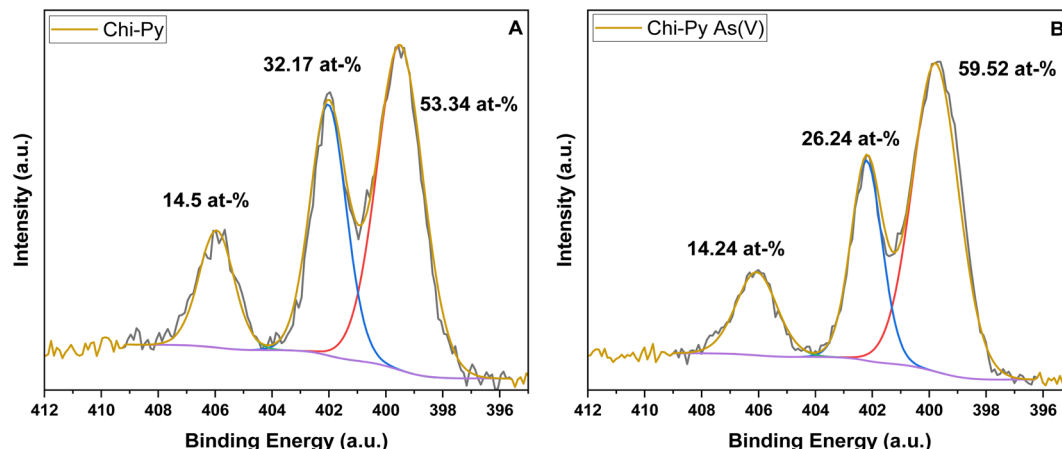 Chi-Py
A
32.17 at-%
53.34 at-%
14.5 at-%
Intensity (a.u.)
412 410 408 406 404 402 400 398 396
Binding Energy (a.u.)
Chi-Py As(V)
B
59.52 at-%
26.24 at-%
14.24 at-%
Intensity (a.u.)
412 410 408 406 404 402 400 398 396
Binding Energy (a.u.)